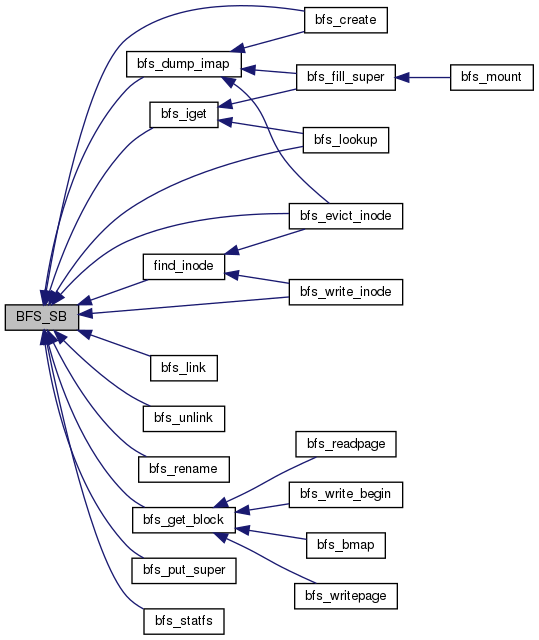 bfs_create
bfs_dump_imap
bfs_fill_super
bfs_mount
bfs_iget
bfs_lookup
bfs_evict_inode
find_inode
bfs_write_inode
BFS_SB
bfs_link
bfs_unlink
bfs_readpage
bfs_rename
bfs_write_begin
bfs_get_block
bfs_bmap
bfs_put_super
bfs_writepage
bfs_statfs